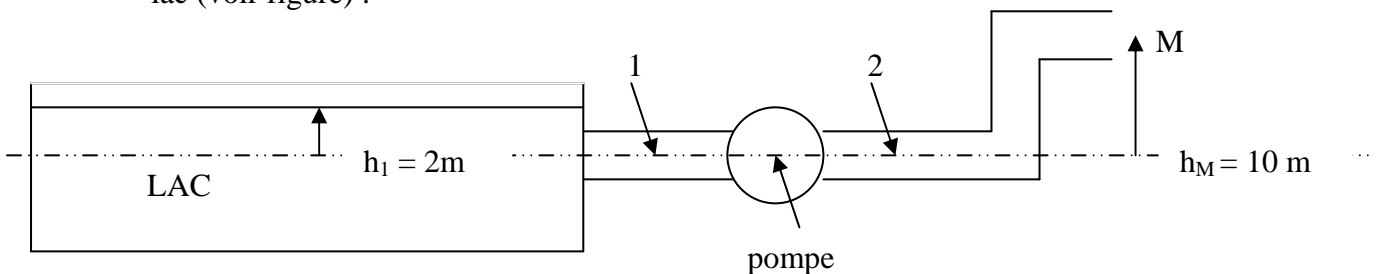 lac (voir figure) :
M
1
2
h₁ = 2m
h_M = 10 m
LAC
pompe